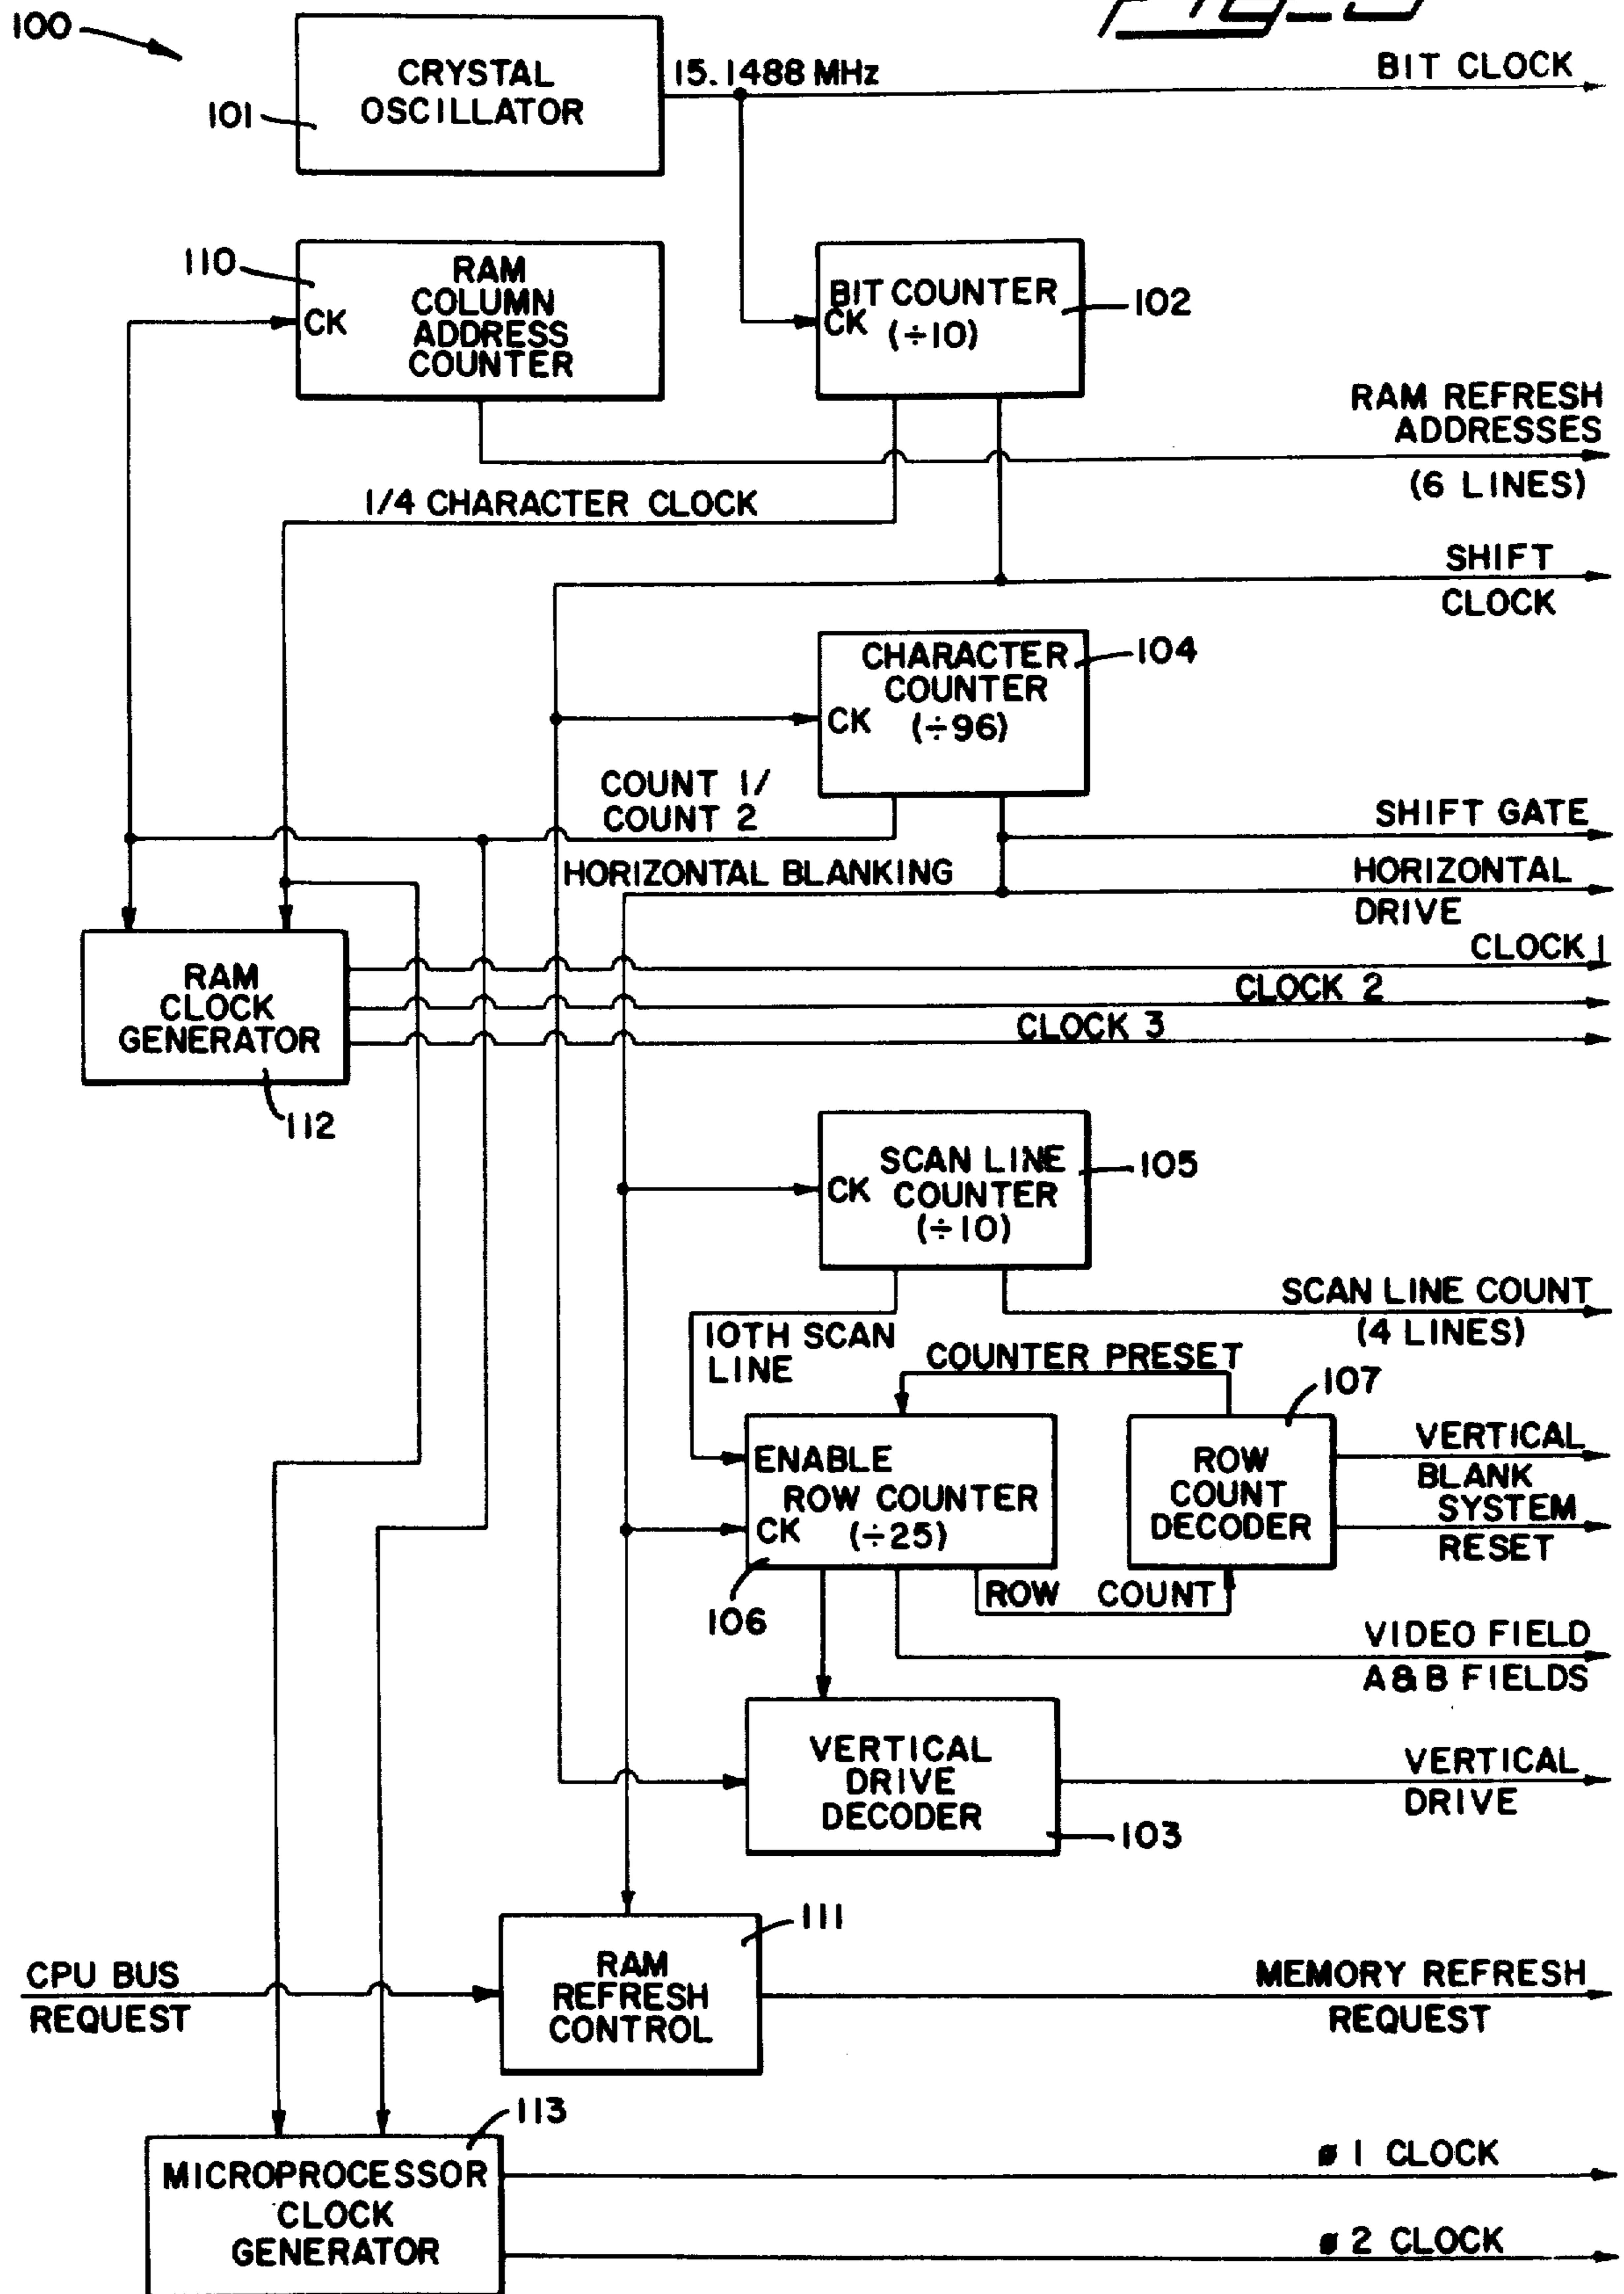 100
CRYSTAL
OSCILLATOR
101
15.1488 MHz
BIT CLOCK
110
RAM
COLUMN
ADDRESS
COUNTER
CK
BIT COUNTER
(÷10)
CK
102
RAM REFRESH
ADDRESSES
(6 LINES)
1/4 CHARACTER CLOCK
SHIFT
CLOCK
CHARACTER
COUNTER
(÷96)
CK
104
COUNT 1/
COUNT 2
SHIFT GATE
HORIZONTAL BLANKING
HORIZONTAL
DRIVE
CLOCK 1
CLOCK 2
CLOCK 3
RAM
CLOCK
GENERATOR
112
SCAN LINE
COUNTER
(÷10)
CK
105
SCAN LINE COUNT
(4 LINES)
10TH SCAN
LINE
COUNTER PRESET
107
ENABLE
ROW COUNTER
CK (÷25)
106
ROW
COUNT
DECODER
VERTICAL
BLANK
SYSTEM
RESET
ROW COUNT
VIDEO FIELD
A&B FIELDS
VERTICAL
DRIVE
DECODER
103
VERTICAL
DRIVE
111
RAM
REFRESH
CONTROL
CPU BUS
REQUEST
MEMORY REFRESH
REQUEST
113
MICROPROCESSOR
CLOCK
GENERATOR
ø 1 CLOCK
ø 2 CLOCK